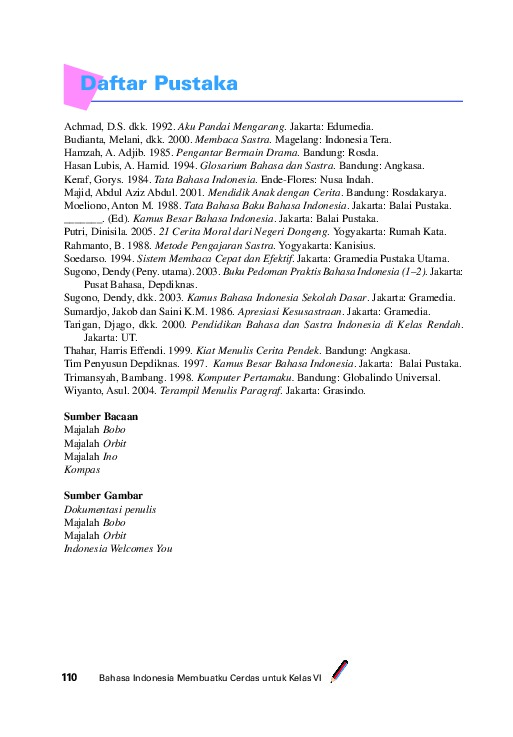 Daftar Pustaka
Achmad, D.S. dkk. 1992. Aku Pandai Mengarang. Jakarta: Edumedia.
Budianta, Melani, dkk. 2000. Membaca Sastra. Magelang: Indonesia Tera.
Hamzah, A. Adjib. 1985. Pengantar Bermain Drama. Bandung: Rosda.
Hasan Lubis, A. Hamid. 1994. Glosarium Bahasa dan Sastra. Bandung: Angkasa.
Keraf, Gorys. 1984. Tata Bahasa Indonesia. Ende-Flores: Nusa Indah.
Majid, Abdul Aziz Abdul. 2001. Mendidik Anak dengan Cerita. Bandung: Rosdakarya.
Moeliono, Anton M. 1988. Tata Bahasa Baku Bahasa Indonesia. Jakarta: Balai Pustaka.
_______. (Ed). Kamus Besar Bahasa Indonesia. Jakarta: Balai Pustaka.
Putri, Dinisila. 2005. 21 Cerita Moral dari Negeri Dongeng. Yogyakarta: Rumah Kata.
Rahmanto, B. 1988. Metode Pengajaran Sastra. Yogyakarta: Kanisius.
Soedarso. 1994. Sistem Membaca Cepat dan Efektif. Jakarta: Gramedia Pustaka Utama.
Sugono, Dendy (Peny. utama). 2003. Buku Pedoman Praktis Bahasa Indonesia (1–2). Jakarta:
Pusat Bahasa, Depdiknas.
Sugono, Dendy, dkk. 2003. Kamus Bahasa Indonesia Sekolah Dasar. Jakarta: Gramedia.
Sumardjo, Jakob dan Saini K.M. 1986. Apresiasi Kesusastraan. Jakarta: Gramedia.
Tarigan, Djago, dkk. 2000. Pendidikan Bahasa dan Sastra Indonesia di Kelas Rendah.
Jakarta: UT.
Thahar, Harris Effendi. 1999. Kiat Menulis Cerita Pendek. Bandung: Angkasa.
Tim Penyusun Depdiknas. 1997. Kamus Besar Bahasa Indonesia. Jakarta: Balai Pustaka.
Trimansyah, Bambang. 1998. Komputer Pertamaku. Bandung: Globalindo Universal.
Wiyanto, Asul. 2004. Terampil Menulis Paragraf. Jakarta: Grasindo.
Sumber Bacaan
Majalah Bobo
Majalah Orbit
Majalah Ino
Kompas
Sumber Gambar
Dokumentasi penulis
Majalah Bobo
Majalah Orbit
Indonesia Welcomes You
110 Bahasa Indonesia Membuatku Cerdas untuk Kelas VI